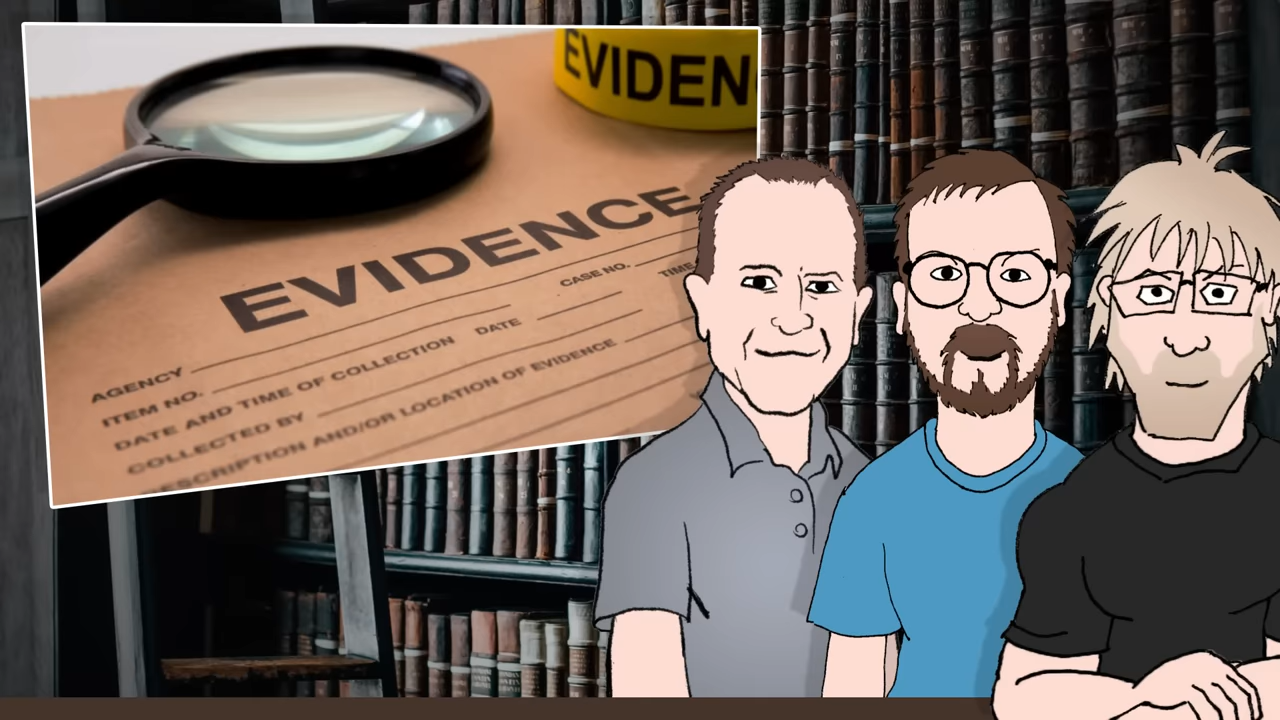 EVIDEN
EVIDENCE
CASE NO.
TIME
AGENCY
ITEM NO.
DATE
DATE AND TIME OF COLLECTION
COLLECTED BY
ESCRIPTION AND/OR LOCATION OF EVIDENCE